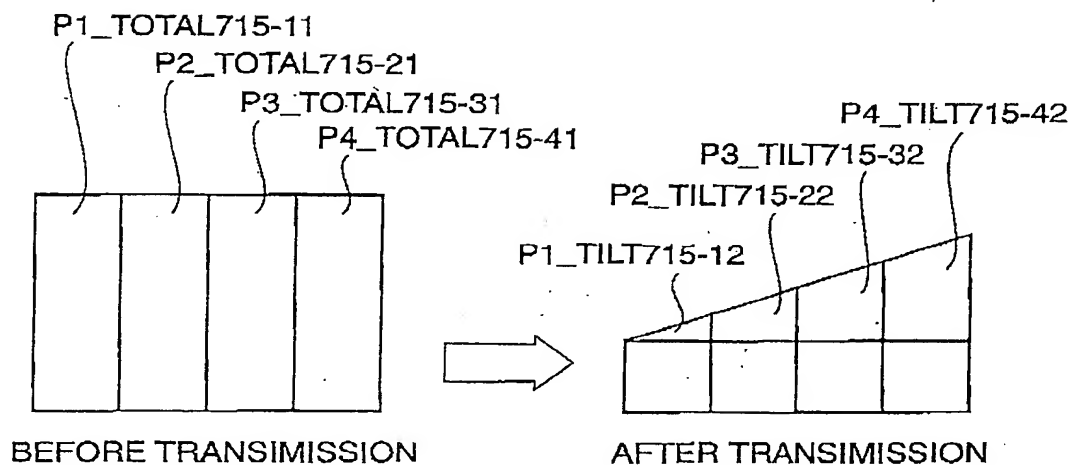 P1_TOTAL715-11
P2_TOTAL715-21
P3_TOTAL715-31
P4_TOTAL715-41
P4_TILT715-42
P3_TILT715-32
P2_TILT715-22
P1_TILT715-12
BEFORE TRANSIMISSION
AFTER TRANSMISSION